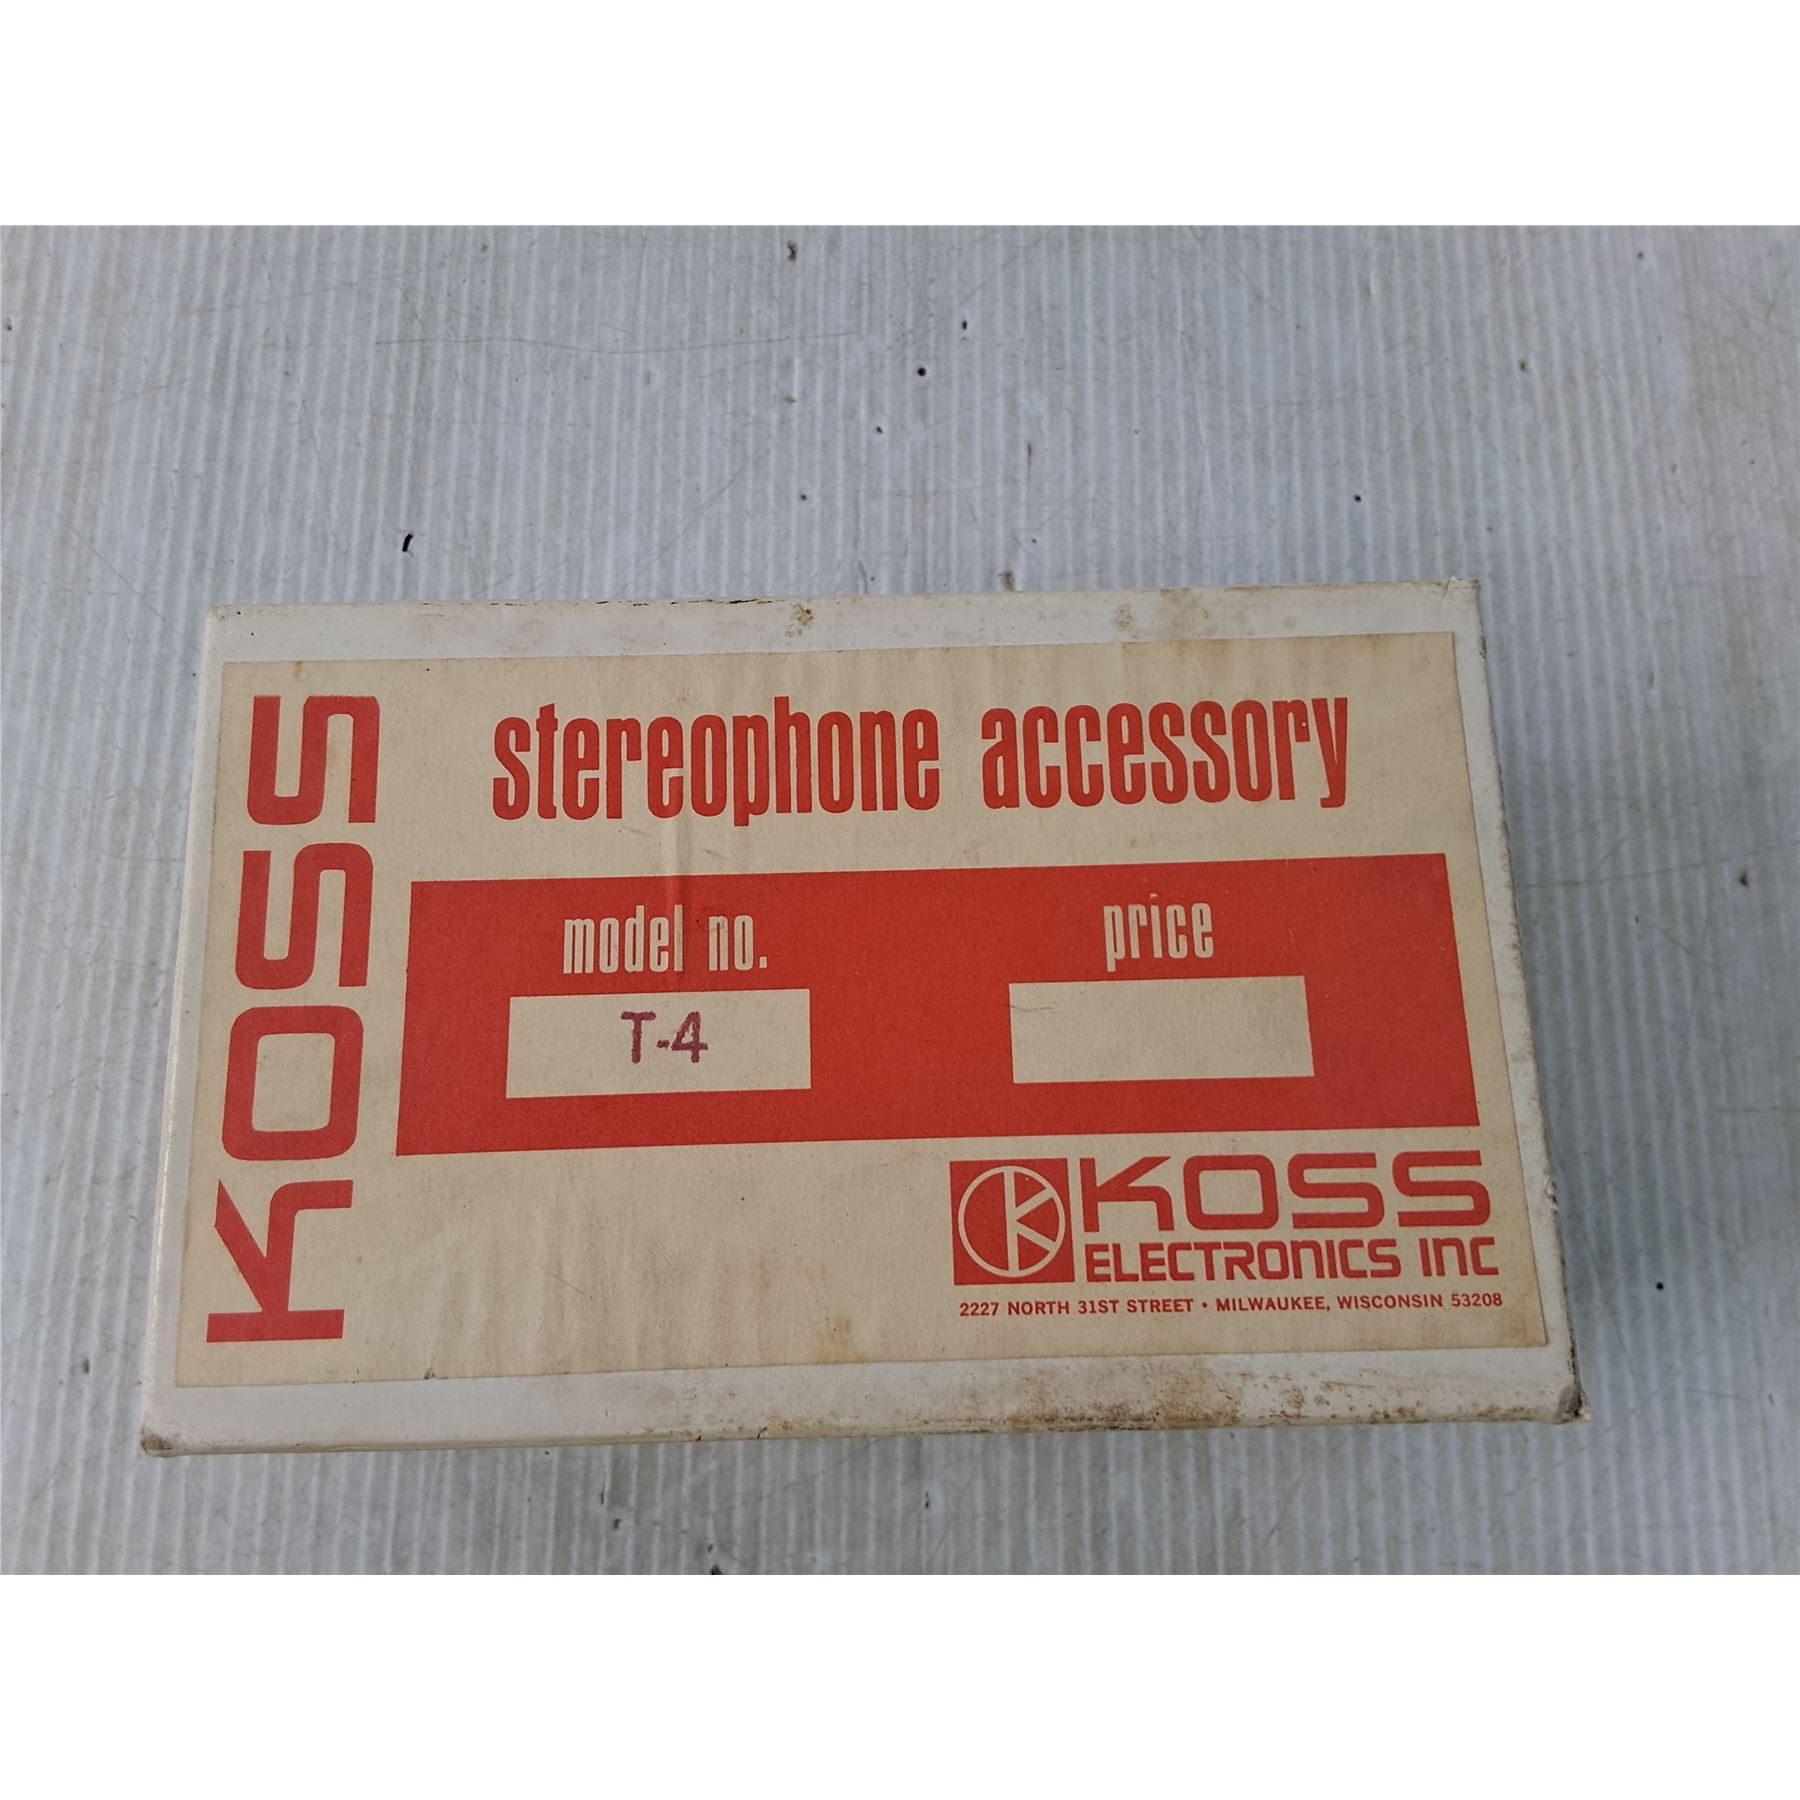 KOSS
stereophone accessory
model no.
price
T-4
KOSS
ELECTRONICS INC
2227 NORTH 31ST STREET • MILWAUKEE, WISCONSIN 53208